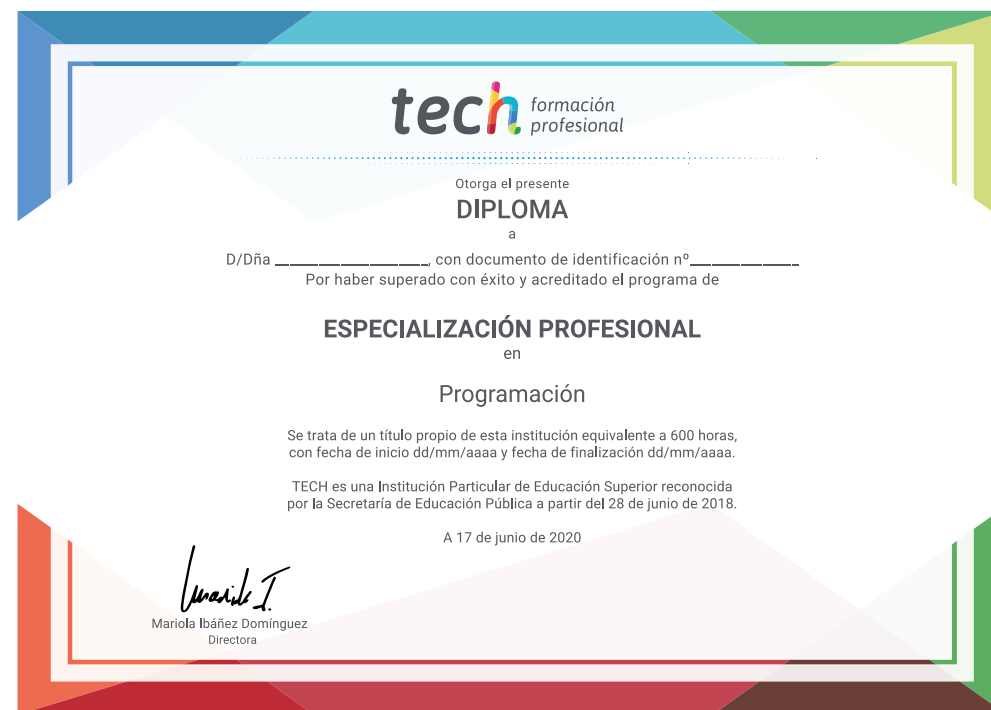 tech formación
profesional
Otorga el presente
DIPLOMA
a
D/Dña ____________________, con documento de identificación nº______________
Por haber superado con éxito y acreditado el programa de
ESPECIALIZACIÓN PROFESIONAL
en
Programación
Se trata de un título propio de esta institución equivalente a 600 horas,
con fecha de inicio dd/mm/aaaa y fecha de finalización dd/mm/aaaa.
TECH es una Institución Particular de Educación Superior reconocida
por la Secretaría de Educación Pública a partir del 28 de junio de 2018.
A 17 de junio de 2020
Mariola Ibáñez Domínguez
Directora